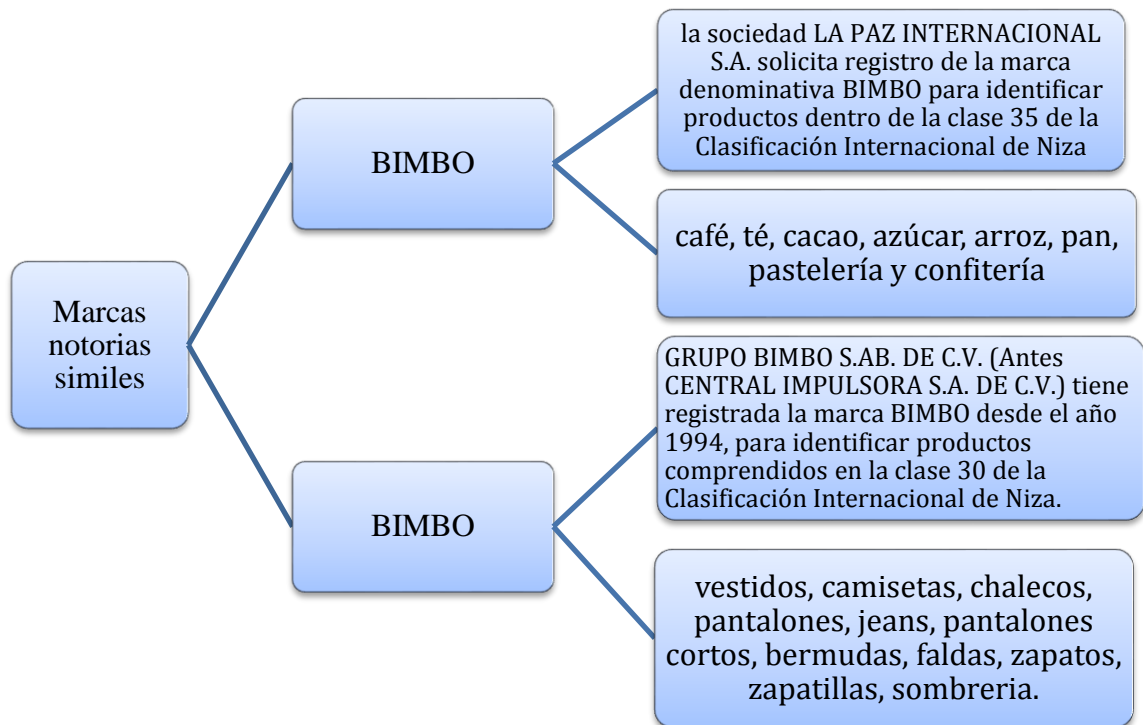 Marcas
notorias
similes
BIMBO
la sociedad LA PAZ INTERNACIONAL
S.A. solicita registro de la marca
denominativa BIMBO para identificar
productos dentro de la clase 35 de la
Clasificación Internacional de Niza
café, té, cacao, azúcar, arroz, pan,
pastelería y confitería
BIMBO
GRUPO BIMBO S.AB. DE C.V. (Antes
CENTRAL IMPULSORA S.A. DE C.V.) tiene
registrada la marca BIMBO desde el año
1994, para identificar productos
comprendidos en la clase 30 de la
Clasificación Internacional de Niza.
vestidos, camisetas, chalecos,
pantalones, jeans, pantalones
cortos, bermudas, faldas, zapatos,
zapatillas, sombreria.